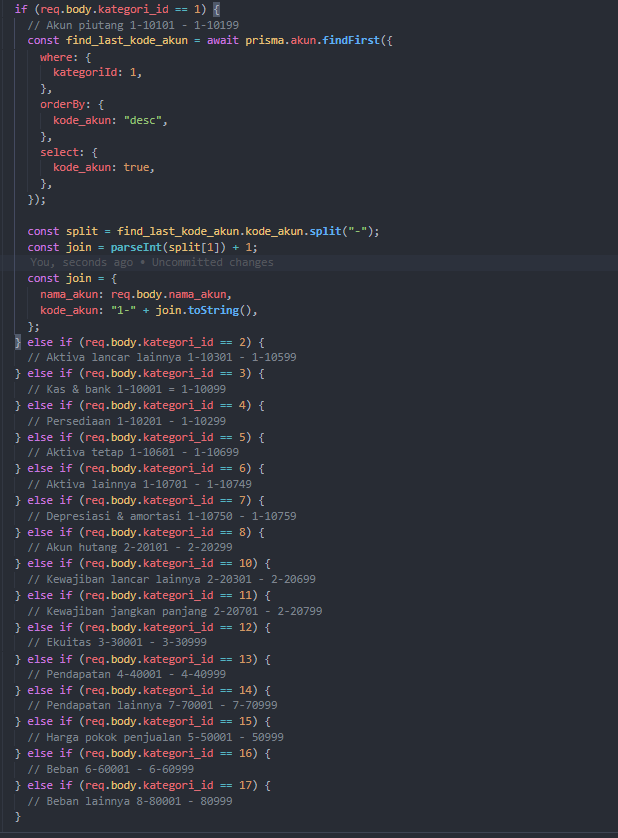 if (req.body.kategori_id == 1) {
// Akun piutang 1-10101 - 1-10199
const find_last_kode_akun = await prisma.akun.findFirst({
where: {
kategoriId: 1,
},
orderBy: {
kode_akun: "desc",
},
select: {
kode_akun: true,
},
});
const split = find_last_kode_akun.kode_akun.split("-");
const join = parseInt(split[1]) + 1;
You, seconds ago • Uncommitted changes
const join = {
nama_akun: req.body.nama_akun,
kode_akun: "1-" + join.toString(),
};
} else if (req.body.kategori_id == 2) {
// Aktiva lancar lainnya 1-10301 - 1-10599
} else if (req.body.kategori_id == 3) {
// Kas & bank 1-10001 = 1-10099
} else if (req.body.kategori_id == 4) {
// Persediaan 1-10201 - 1-10299
} else if (req.body.kategori_id == 5) {
// Aktiva tetap 1-10601 - 1-10699
} else if (req.body.kategori_id == 6) {
// Aktiva lainnya 1-10701 - 1-10749
} else if (req.body.kategori_id == 7) {
// Depresiasi & amortasi 1-10750 - 1-10759
} else if (req.body.kategori_id == 8) {
// Akun hutang 2-20101 - 2-20299
} else if (req.body.kategori_id == 10) {
// Kewajiban lancar lainnya 2-20301 - 2-20699
} else if (req.body.kategori_id == 11) {
// Kewajiban jangkan panjang 2-20701 - 2-20799
} else if (req.body.kategori_id == 12) {
// Ekuitas 3-30001 - 3-30999
} else if (req.body.kategori_id == 13) {
// Pendapatan 4-40001 - 4-40999
} else if (req.body.kategori_id == 14) {
// Pendapatan lainnya 7-70001 - 7-70999
} else if (req.body.kategori_id == 15) {
// Harga pokok penjualan 5-50001 - 50999
} else if (req.body.kategori_id == 16) {
// Beban 6-60001 - 6-60999
} else if (req.body.kategori_id == 17) {
// Beban lainnya 8-80001 - 80999
}